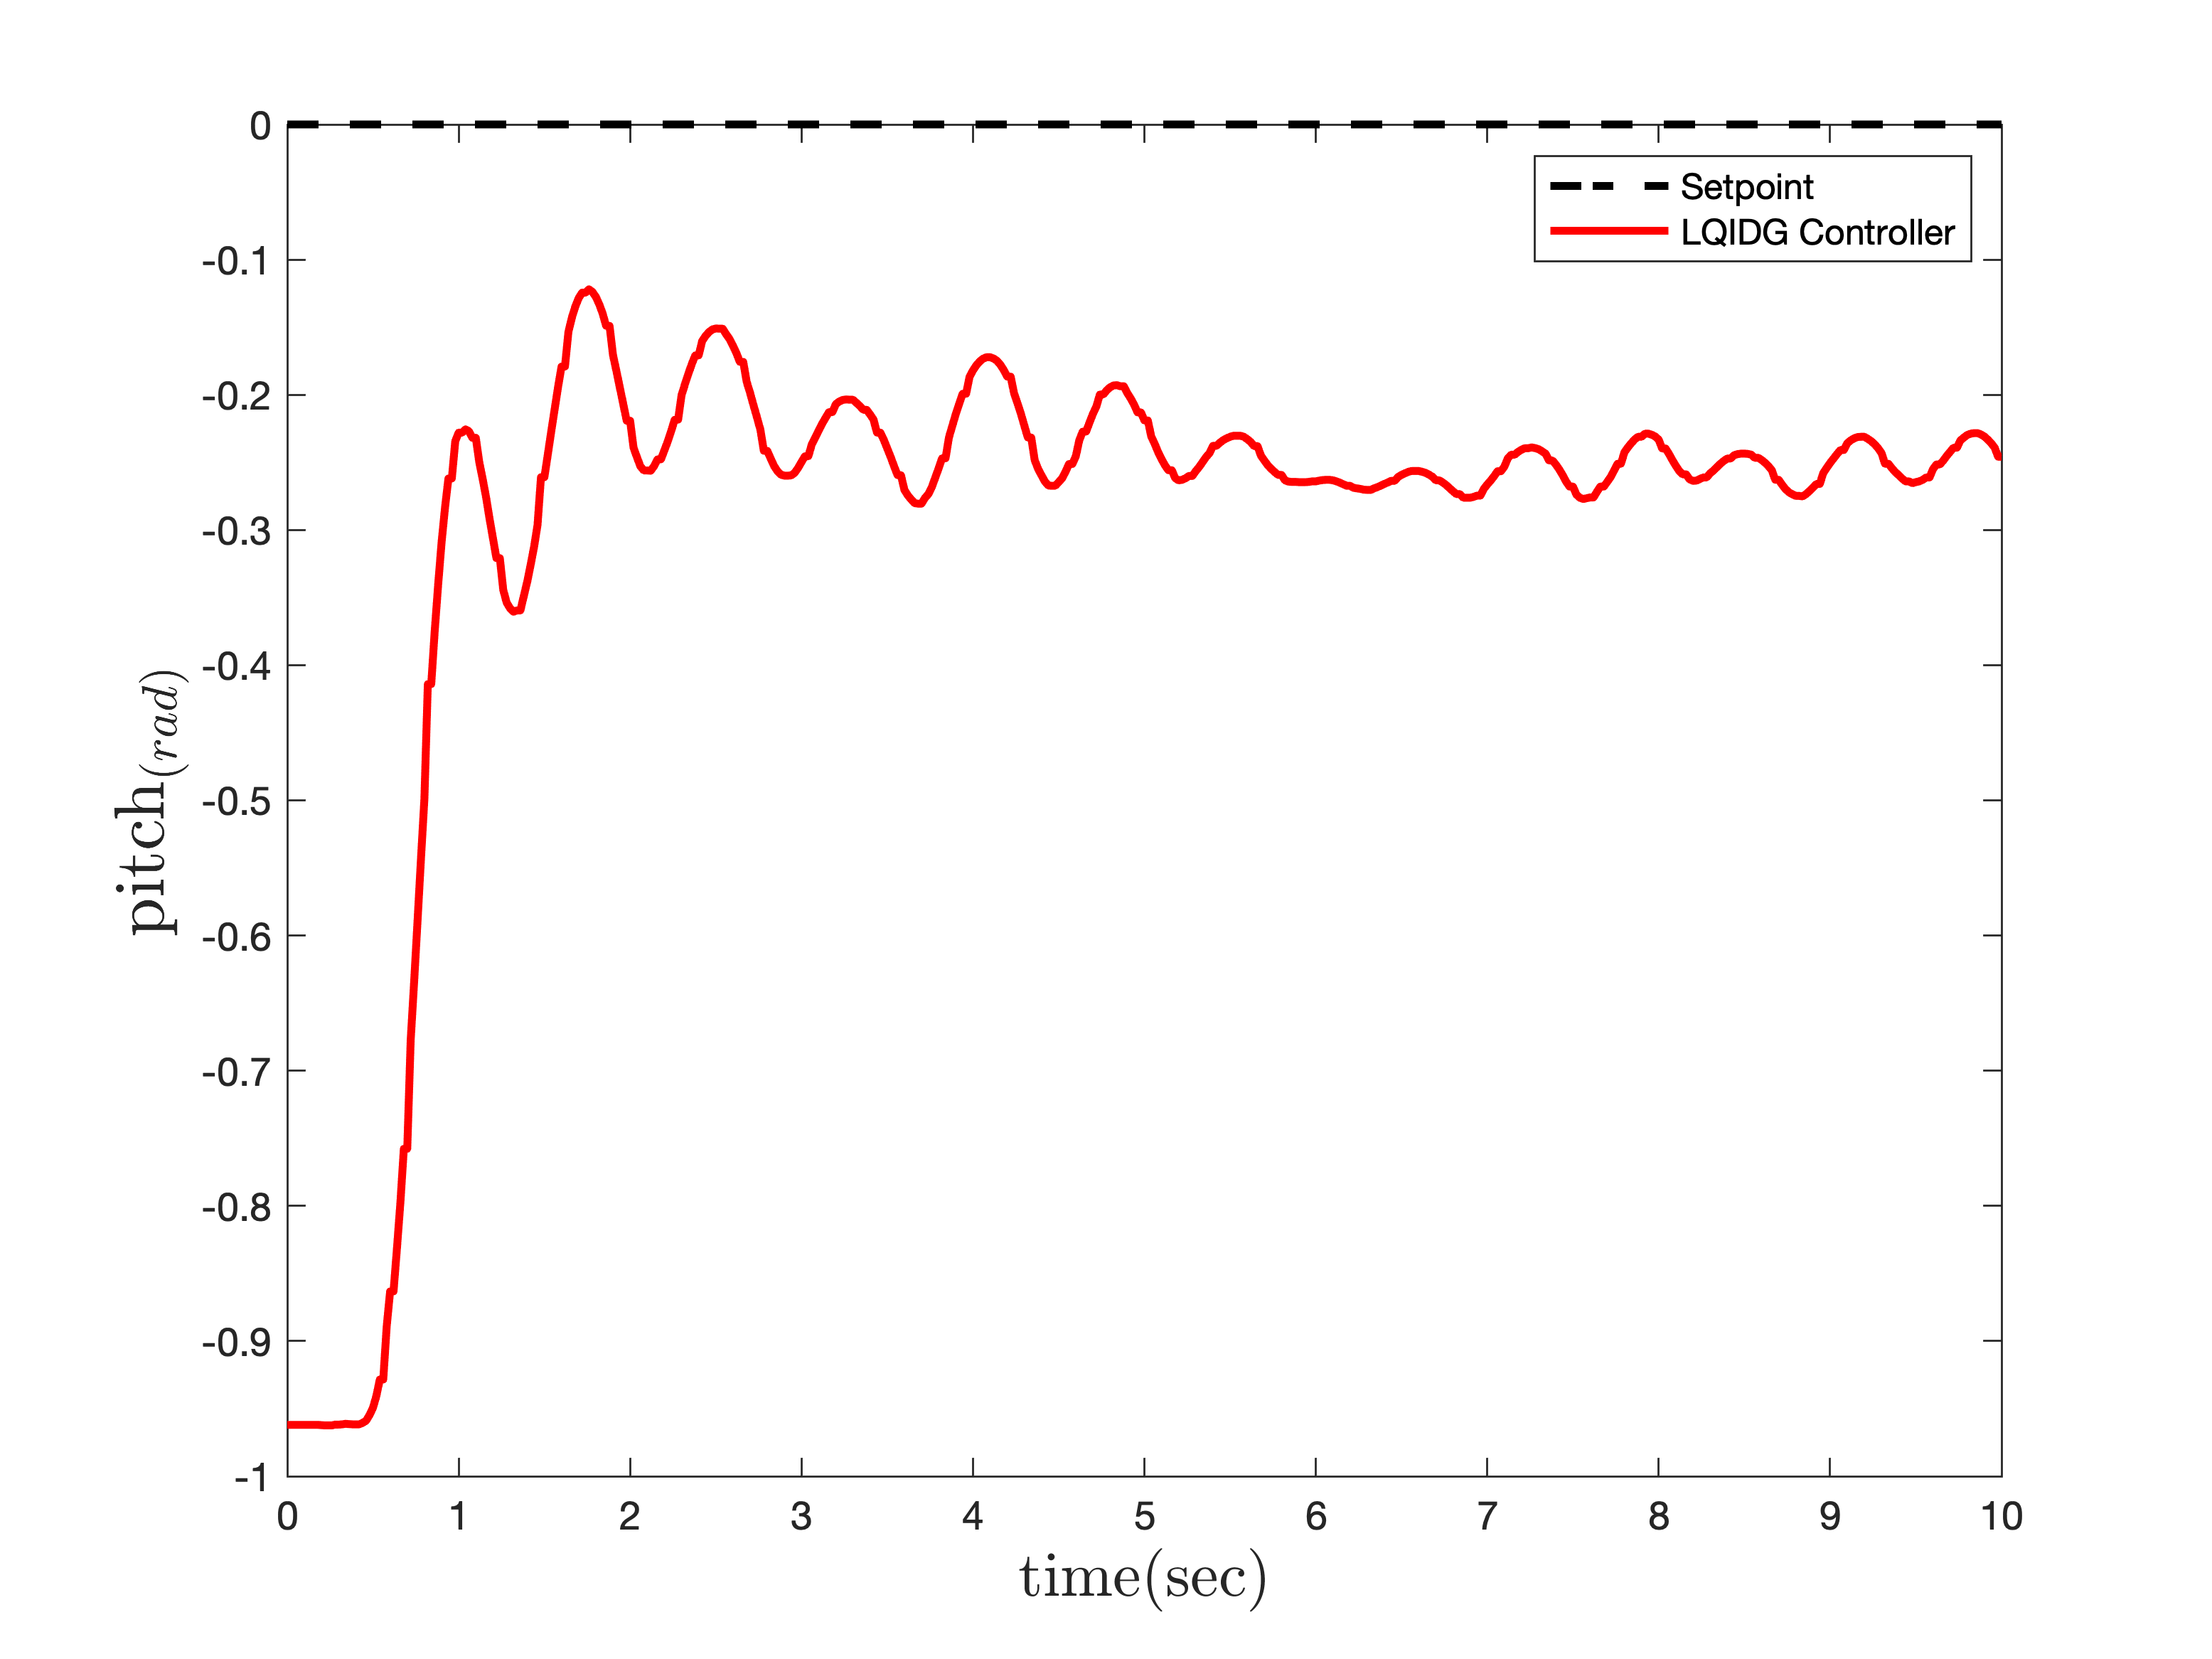 0
-0.1
-0.2
-0.3
-0.4
-0.5
-0.6
-0.7
-0.8
-0.9
-1
pitch(rad)
Setpoint
LQIDG Controller
0 1 2 3 4 5 6 7 8 9 10
time(sec)